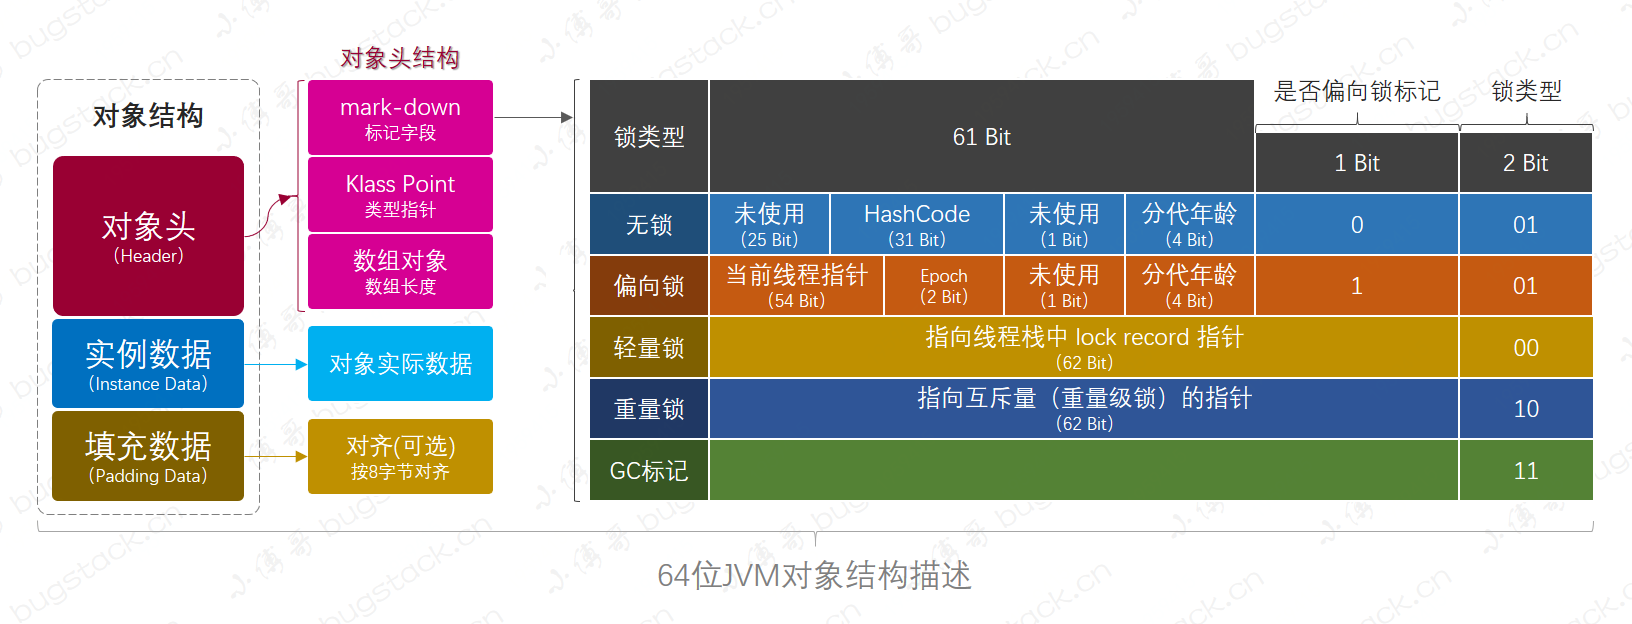 对象结构
对象头
（Header）
实例数据
（Instance Data）
填充数据
（Padding Data）
对象头结构
mark-down
标记字段
Klass Point
类型指针
数组对象
数组长度
对象实际数据
对齐(可选)
按8字节对齐
是否偏向锁标记
锁类型
锁类型
61 Bit
1 Bit
2 Bit
无锁
未使用
（25 Bit）
HashCode
（31 Bit）
未使用
（1 Bit）
分代年龄
（4 Bit）
0
01
偏向锁
当前线程指针
（54 Bit）
Epoch
（2 Bit）
未使用
（1 Bit）
分代年龄
（4 Bit）
1
01
轻量锁
指向线程栈中 lock record 指针
（62 Bit）
00
重量锁
指向互斥量（重量级锁）的指针
（62 Bit）
10
GC标记
11
64位JVM对象结构描述
小傅哥 bugstack.cn